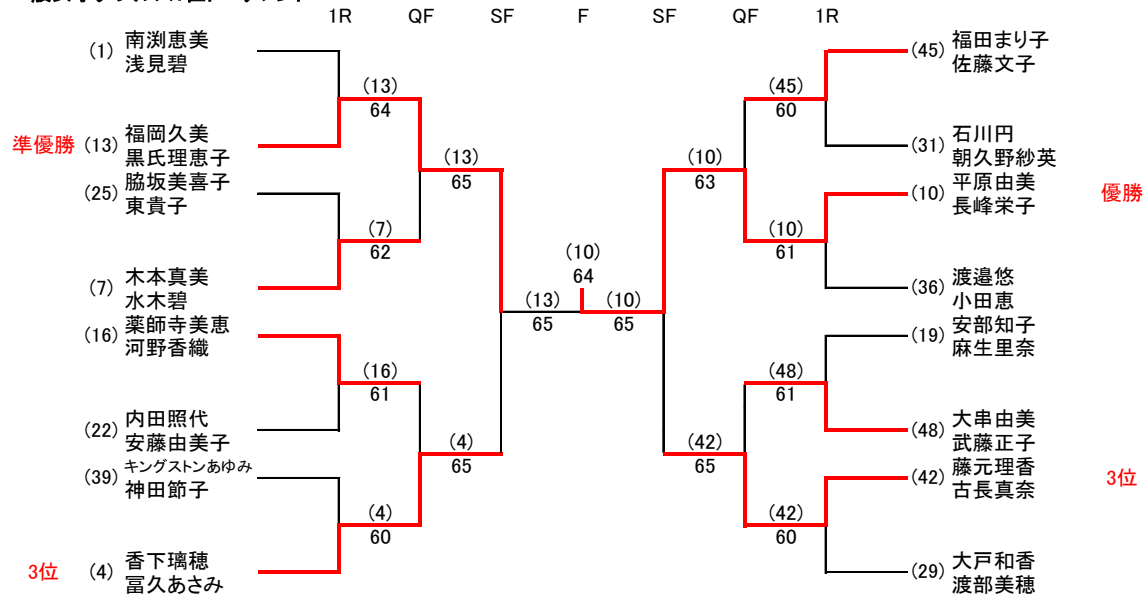 1R QF SF F SF QF 1R
(1) 南渕恵美
浅見碧
準優勝 (13) 福岡久美
黒氏理恵子
(25) 脇坂美喜子
東貴子
(7) 木本真美
水木碧
(16) 薬師寺美恵
河野香織
(22) 内田照代
安藤由美子
(39) キングストンあゆみ
神田節子
3位 (4) 香下璃穂
冨久あさみ
(13)
64
(7)
62
(16)
61
(4)
60
(13)
65
(4)
65
(13)
65
(10)
64
(10)
65
(10)
63
(42)
65
(45)
60
(10)
61
(48)
61
(42)
60
(45) 福田まり子
佐藤文子
(31) 石川円
朝久野紗英
(10) 平原由美 優勝
長峰栄子
(36) 渡邉悠
小田恵
(19) 安部知子
麻生里奈
(48) 大串由美
武藤正子
(42) 藤元理香 3位
古長真奈
(29) 大戸和香
渡部美穂